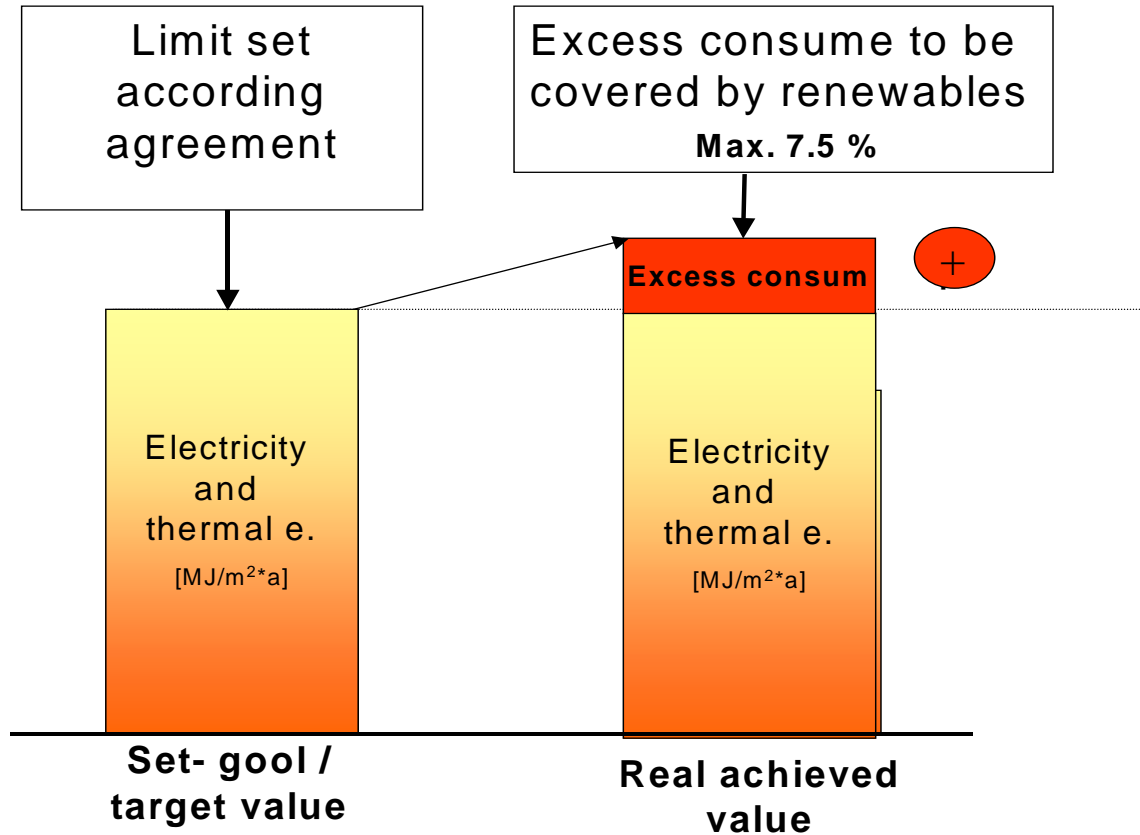 Limit set
according
agreement
Excess consume to be
covered by renewables
Max. 7.5 %
Excess consum
+
Electricity
and
thermal e.
[MJ/m²*a]
Electricity
and
thermal e.
[MJ/m²*a]
Set- gool /
target value
Real achieved
value